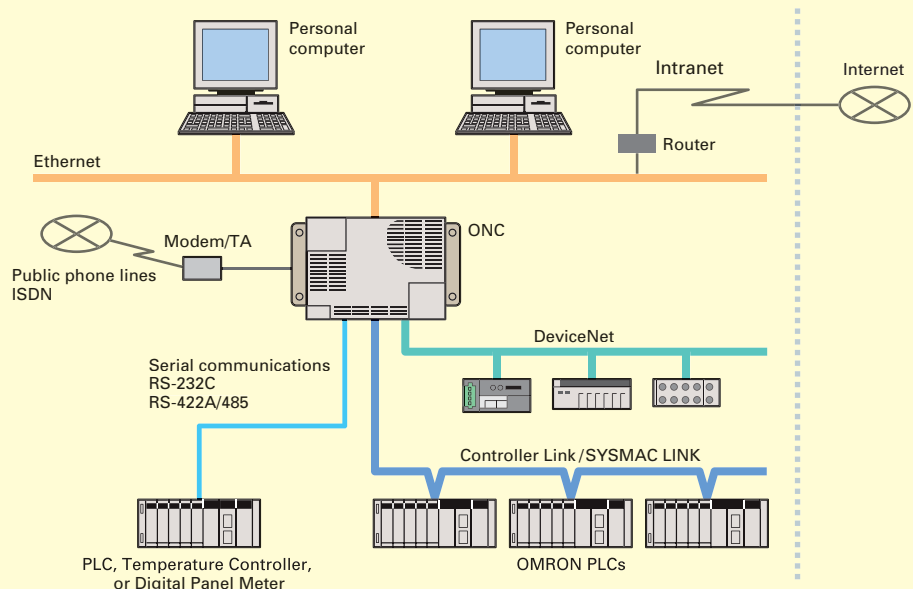 Personal
computer
Personal
computer
Intranet
Internet
Router
Ethernet
ONC
Modem/TA
Public phone lines
ISDN
DeviceNet
Serial communications
RS-232C
RS-422A/485
Controller Link/SYSMAC LINK
PLC, Temperature Controller,
or Digital Panel Meter
OMRON PLCs